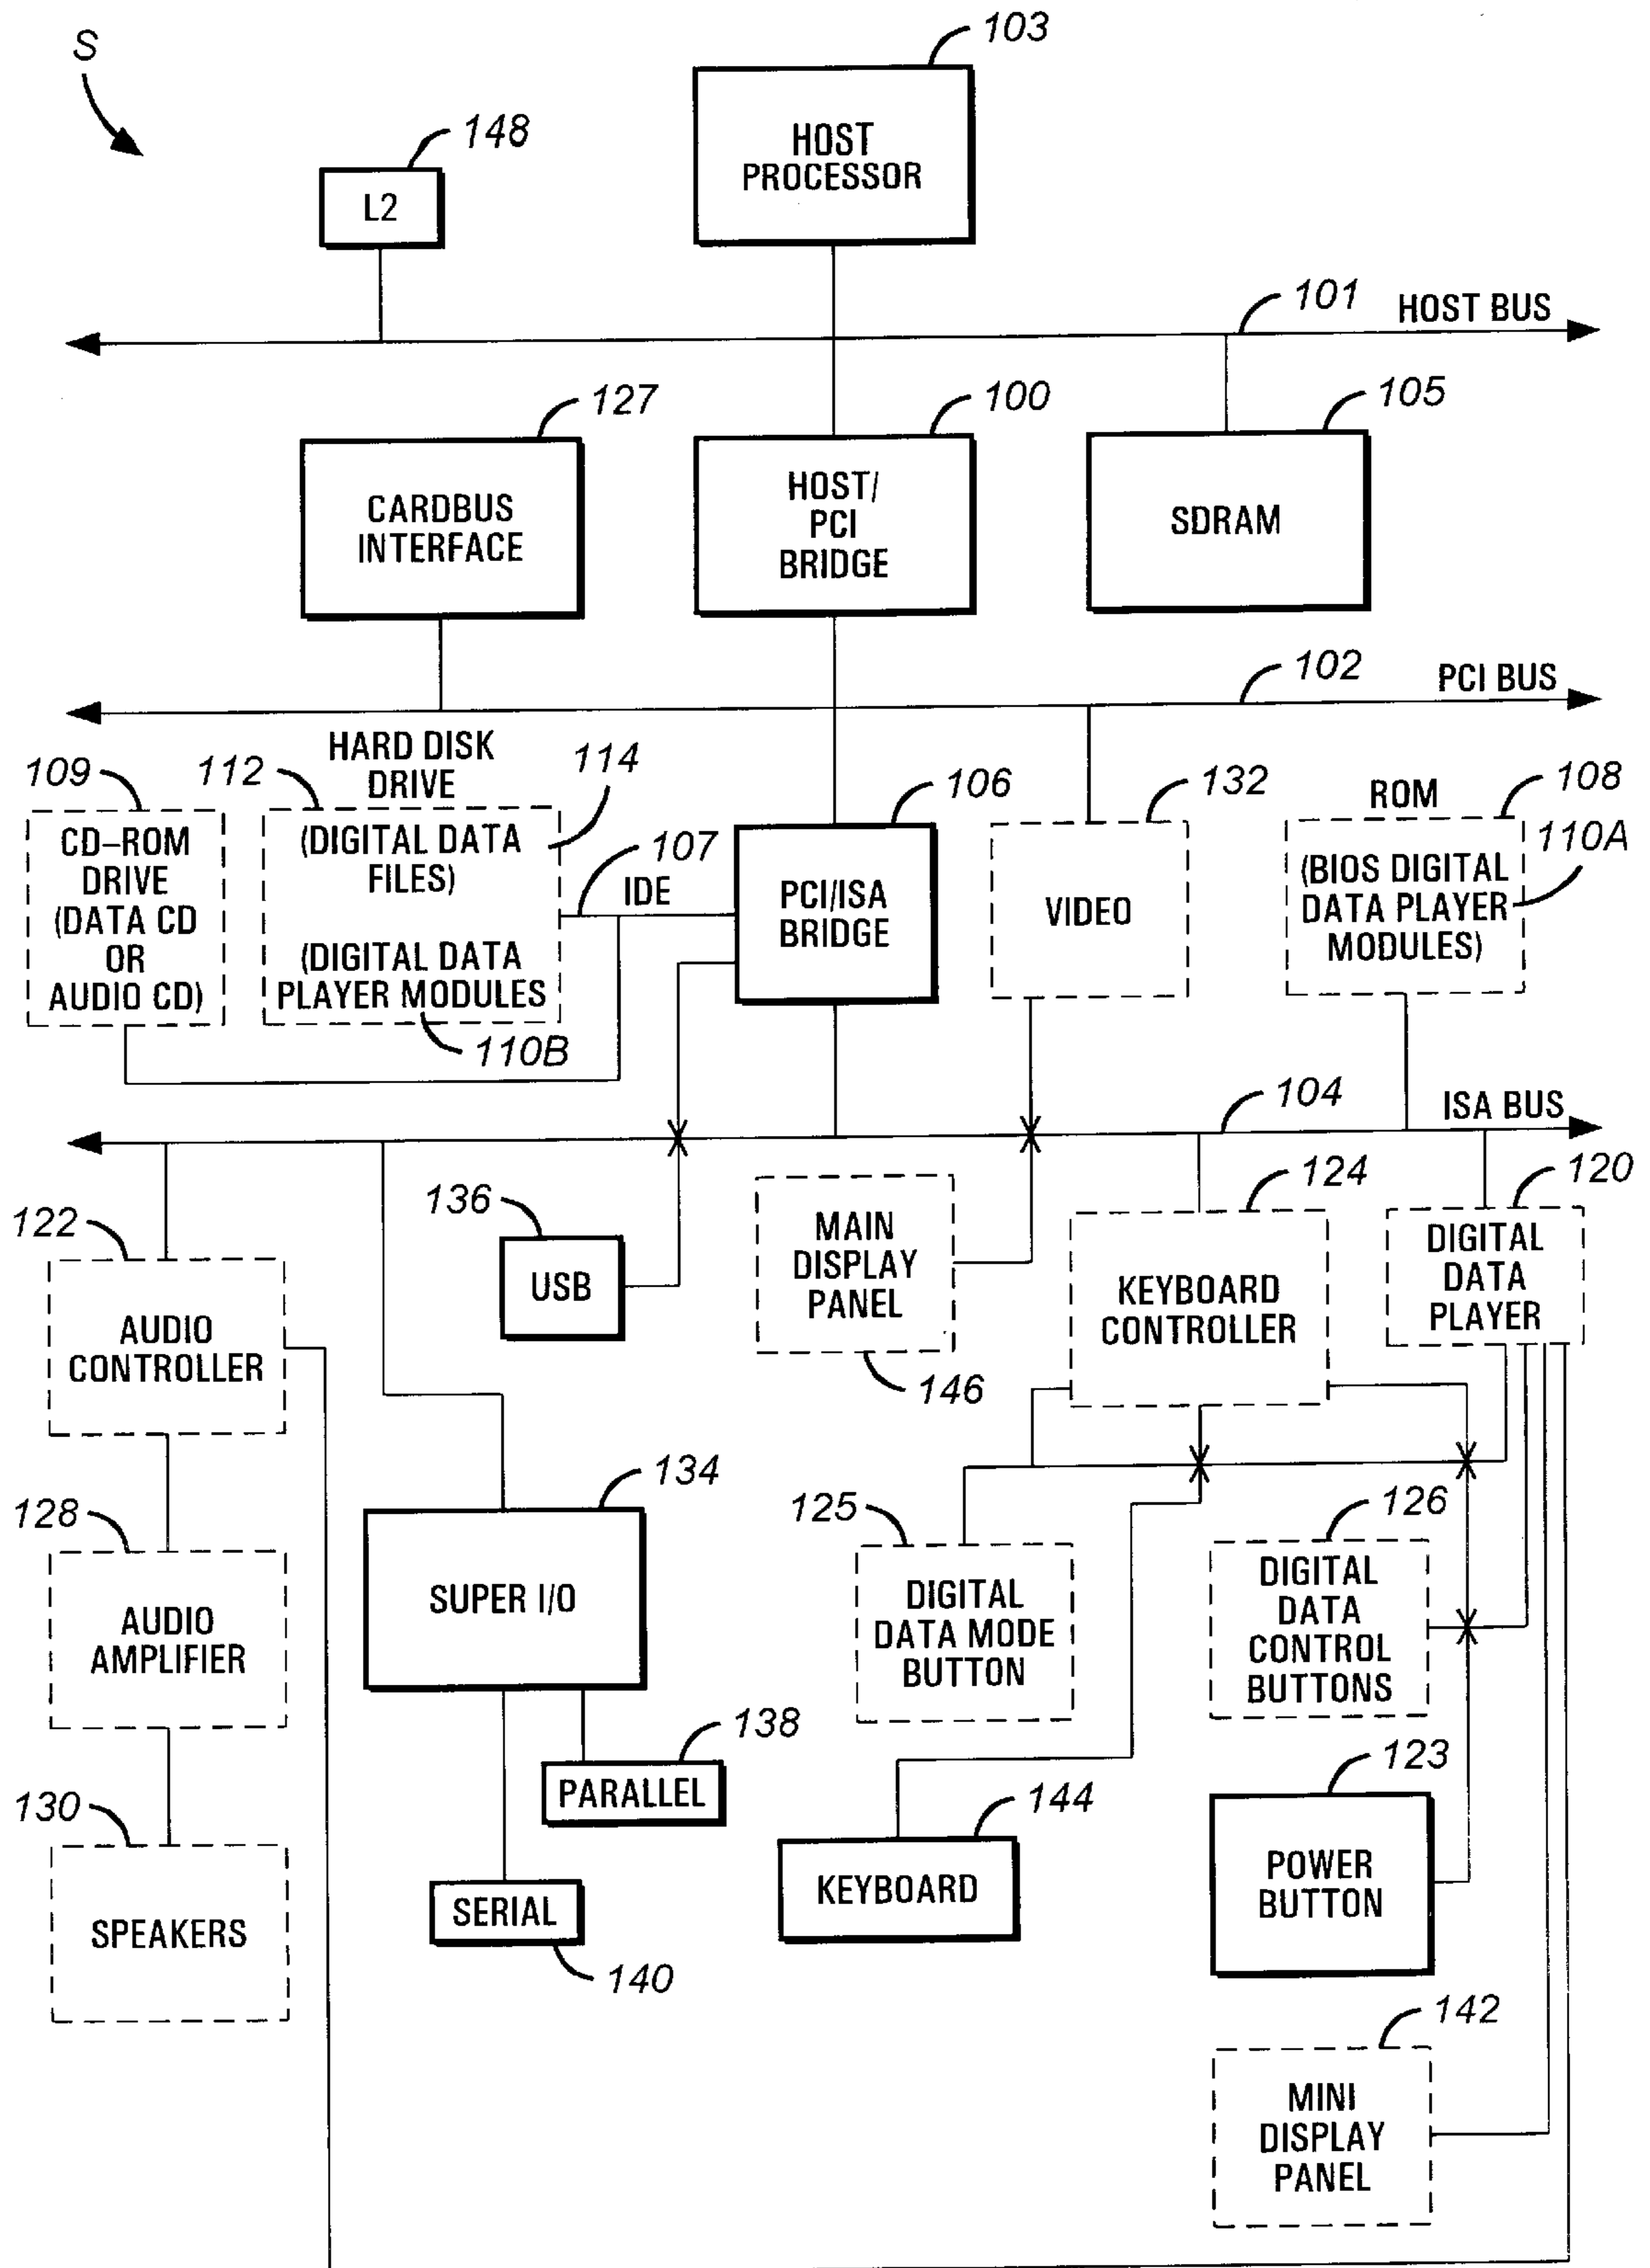 S
103
HOST
PROCESSOR
148
L2
101
HOST BUS
127
CARDBUS
INTERFACE
100
HOST/
PCI
BRIDGE
105
SDRAM
102
PCI BUS
109
CD–ROM
DRIVE
(DATA CD
OR
AUDIO CD)
112
HARD DISK
DRIVE
114
(DIGITAL DATA
FILES)
(DIGITAL DATA
PLAYER MODULES
110B
107
IDE
106
PCI/ISA
BRIDGE
132
VIDEO
ROM
108
110A
(BIOS DIGITAL
DATA PLAYER
MODULES)
104
ISA BUS
122
AUDIO
CONTROLLER
136
USB
MAIN
DISPLAY
PANEL
146
124
KEYBOARD
CONTROLLER
120
DIGITAL
DATA
PLAYER
128
AUDIO
AMPLIFIER
134
SUPER I/O
125
DIGITAL
DATA MODE
BUTTON
126
DIGITAL
DATA
CONTROL
BUTTONS
138
PARALLEL
130
SPEAKERS
SERIAL
140
144
KEYBOARD
123
POWER
BUTTON
142
MINI
DISPLAY
PANEL